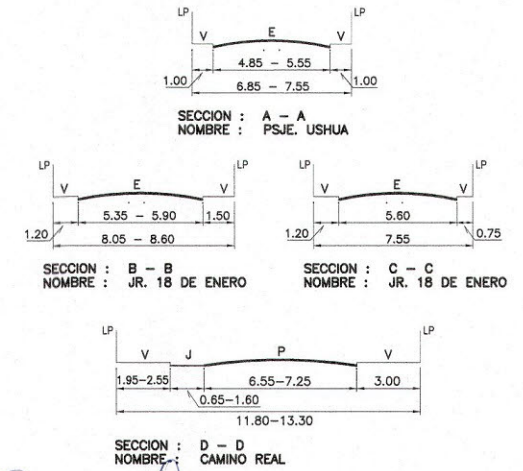 LP LP
V E V
4.85 - 5.55
1.00 1.00
6.85 - 7.55
SECCION : A - A
NOMBRE : PSJE. USHUA
LP LP
V E V
5.35 - 5.90 1.50
1.20
8.05 - 8.60
SECCION : B - B
NOMBRE : JR. 18 DE ENERO
LP LP
V E V
5.60
1.20 0.75
7.55
SECCION : C - C
NOMBRE : JR. 18 DE ENERO
LP LP
V J P V
1.95-2.55 6.55-7.25 3.00
0.65-1.60
11.80-13.30
SECCION : D - D
NOMBRE : CAMINO REAL